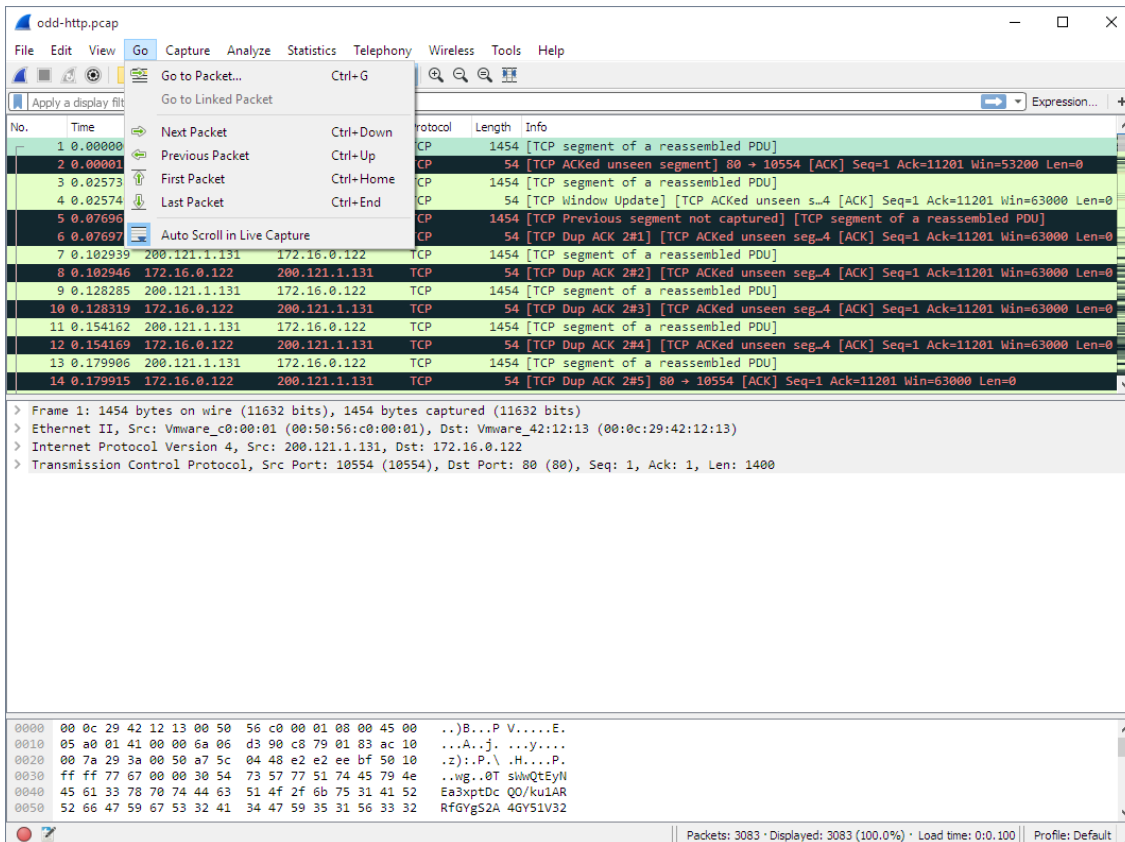 odd-http.pcap
File Edit View Go Capture Analyze Statistics Telephony Wireless Tools Help
Go to Packet... Ctrl+G
Go to Linked Packet
Next Packet Ctrl+Down
Previous Packet Ctrl+Up
First Packet Ctrl+Home
Last Packet Ctrl+End
Auto Scroll in Live Capture
Apply a display filt Expression... +
No. Time rotocol Length Info
1 0.00000 CP 1454 [TCP segment of a reassembled PDU]
2 0.00001 CP 54 [TCP ACKed unseen segment] 80 → 10554 [ACK] Seq=1 Ack=11201 Win=53200 Len=0
3 0.02573 CP 1454 [TCP segment of a reassembled PDU]
4 0.02574 CP 54 [TCP Window Update] [TCP ACKed unseen s…4 [ACK] Seq=1 Ack=11201 Win=63000 Len=0
5 0.07696 CP 1454 [TCP Previous segment not captured] [TCP segment of a reassembled PDU]
6 0.07697 CP 54 [TCP Dup ACK 2#1] [TCP ACKed unseen seg…4 [ACK] Seq=1 Ack=11201 Win=63000 Len=0
7 0.102939 200.121.1.131 172.16.0.122 TCP 1454 [TCP segment of a reassembled PDU]
8 0.102946 172.16.0.122 200.121.1.131 TCP 54 [TCP Dup ACK 2#2] [TCP ACKed unseen seg…4 [ACK] Seq=1 Ack=11201 Win=63000 Len=0
9 0.128285 200.121.1.131 172.16.0.122 TCP 1454 [TCP segment of a reassembled PDU]
10 0.128319 172.16.0.122 200.121.1.131 TCP 54 [TCP Dup ACK 2#3] [TCP ACKed unseen seg…4 [ACK] Seq=1 Ack=11201 Win=63000 Len=0
11 0.154162 200.121.1.131 172.16.0.122 TCP 1454 [TCP segment of a reassembled PDU]
12 0.154169 172.16.0.122 200.121.1.131 TCP 54 [TCP Dup ACK 2#4] [TCP ACKed unseen seg…4 [ACK] Seq=1 Ack=11201 Win=63000 Len=0
13 0.179906 200.121.1.131 172.16.0.122 TCP 1454 [TCP segment of a reassembled PDU]
14 0.179915 172.16.0.122 200.121.1.131 TCP 54 [TCP Dup ACK 2#5] 80 → 10554 [ACK] Seq=1 Ack=11201 Win=63000 Len=0
> Frame 1: 1454 bytes on wire (11632 bits), 1454 bytes captured (11632 bits)
> Ethernet II, Src: Vmware_c0:00:01 (00:50:56:c0:00:01), Dst: Vmware_42:12:13 (00:0c:29:42:12:13)
> Internet Protocol Version 4, Src: 200.121.1.131, Dst: 172.16.0.122
> Transmission Control Protocol, Src Port: 10554 (10554), Dst Port: 80 (80), Seq: 1, Ack: 1, Len: 1400
0000 00 0c 29 42 12 13 00 50 56 c0 00 01 08 00 45 00 ..)B...P V.....E.
0010 05 a0 01 41 00 00 6a 06 d3 90 c8 79 01 83 ac 10 ...A..j. ...y....
0020 00 7a 29 3a 00 50 a7 5c 04 48 e2 e2 ee bf 50 10 .z):.P.\ .H....P.
0030 ff ff 77 67 00 00 30 54 73 57 77 51 74 45 79 4e ..wg..0T sWwQtEyN
0040 45 61 33 78 70 74 44 63 51 4f 2f 6b 75 31 41 52 Ea3xptDc QO/ku1AR
0050 52 66 47 59 67 53 32 41 34 47 59 35 31 56 33 32 RfGYgS2A 4GY51V32
Packets: 3083 · Displayed: 3083 (100.0%) · Load time: 0:0.100 Profile: Default